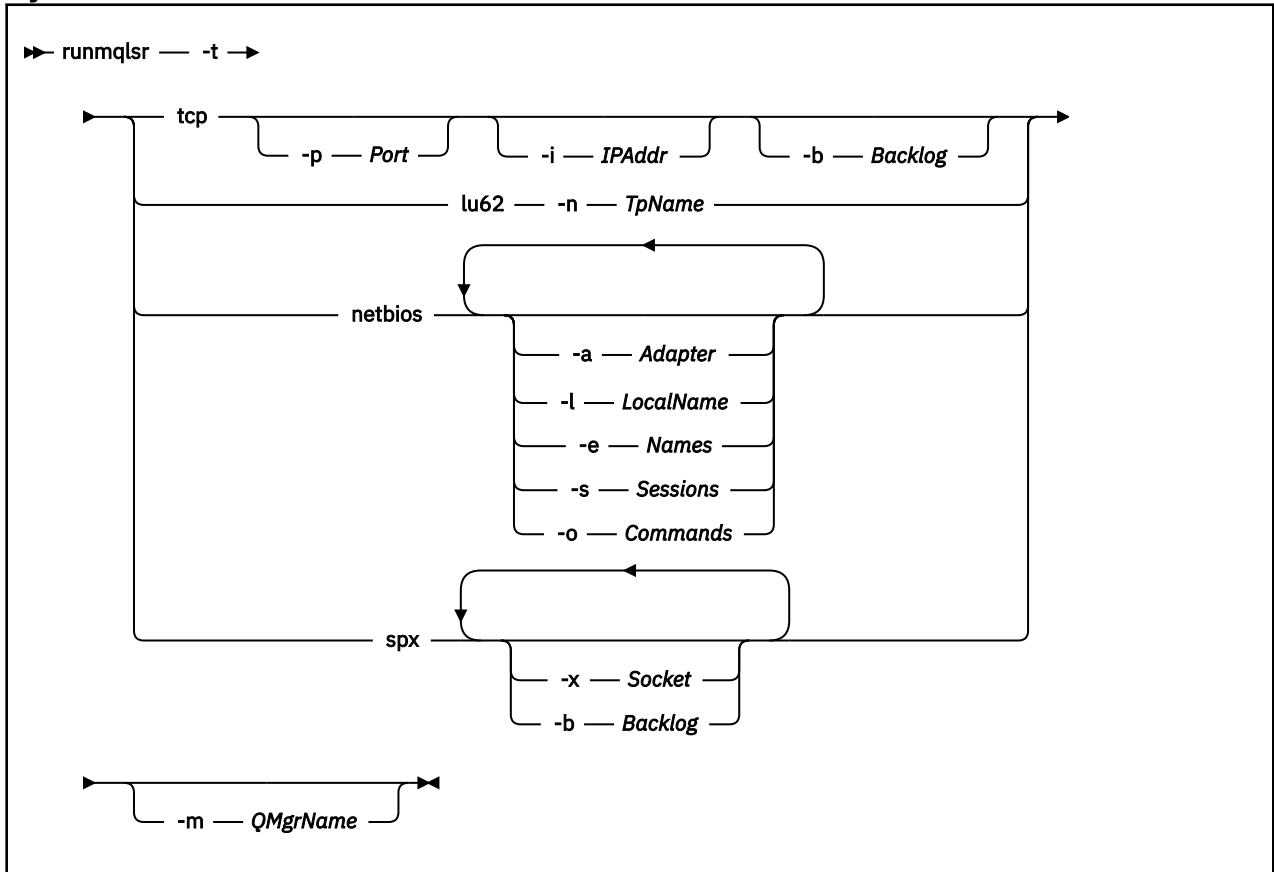 runmqlsr -t
tcp
-p Port -i IPAddr -b Backlog
lu62 -n TpName
netbios
-a Adapter
-l LocalName
-e Names
-s Sessions
-o Commands
spx
-x Socket
-b Backlog
-m QMgrName